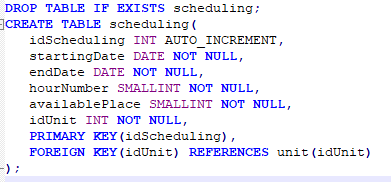 DROP TABLE IF EXISTS scheduling;
CREATE TABLE scheduling(
idScheduling INT AUTO_INCREMENT,
startingDate DATE NOT NULL,
endDate DATE NOT NULL,
hourNumber SMALLINT NOT NULL,
availablePlace SMALLINT NOT NULL,
idUnit INT NOT NULL,
PRIMARY KEY(idScheduling),
FOREIGN KEY(idUnit) REFERENCES unit(idUnit)
);